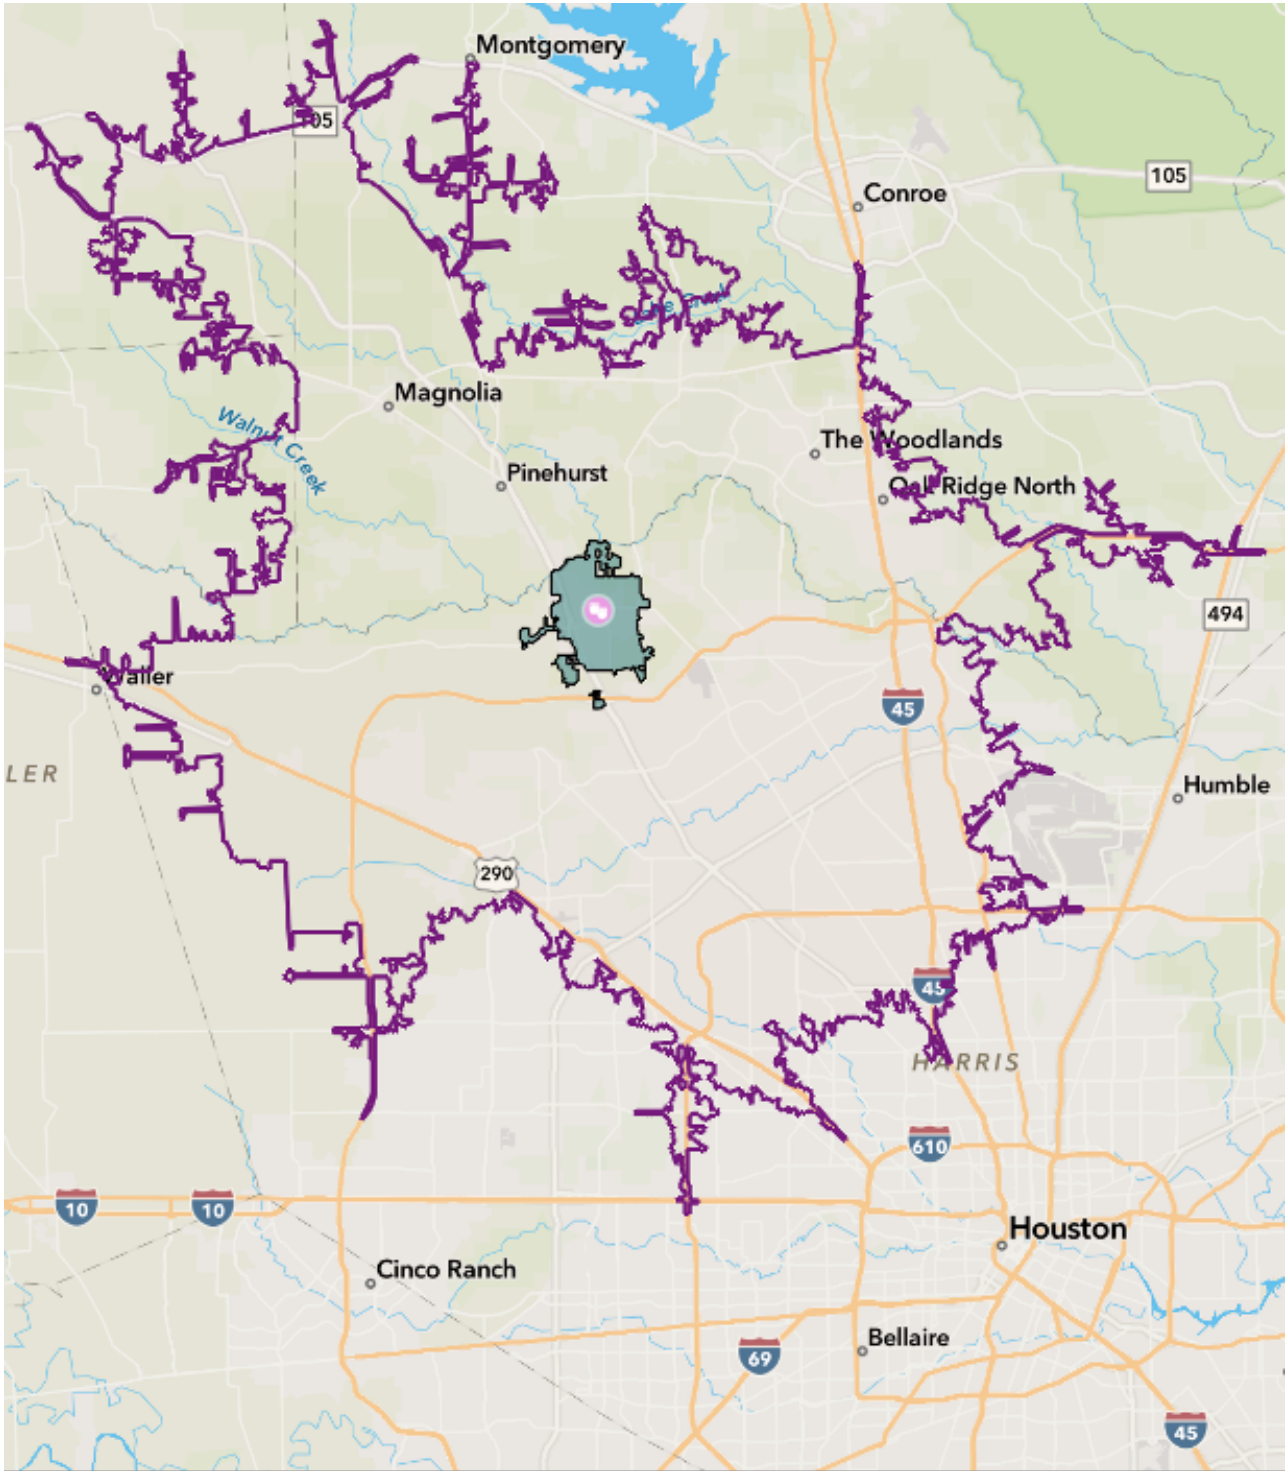 Montgomery
05
105
Conroe
Magnolia
Walnut Creek
The Woodlands
Pinehurst
Oak Ridge North
494
Waller
45
LER
Humble
290
45
HARRIS
610
10
10
Houston
Cinco Ranch
Bellaire
69
45